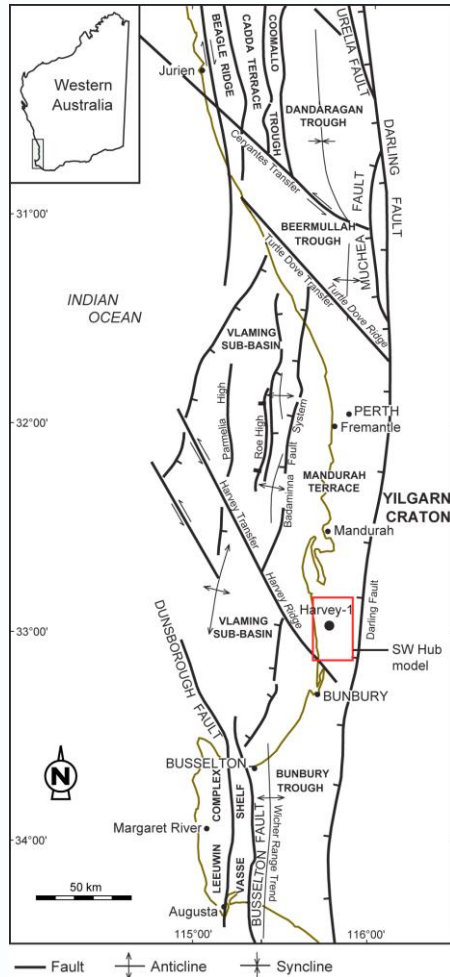 Western
Australia
Jurien
BEAGLE RIDGE
CADDA TERRACE
COOMALLO
TROUGH
URELLA FAULT
DANDARAGAN
TROUGH
DARLING
FAULT
Cervantes Transfer
31°00'
BEERMULLAH
TROUGH
MUCHEA FAULT
Turtle Dove Transfer
Turtle Dove Ridge
INDIAN
OCEAN
VLAMING
SUB-BASIN
32°00'
Parmelia High
Roe High
Badaminna Fault System
PERTH
Fremantle
MANDURAH
TERRACE
YILGARN
CRATON
Harvey Transfer
Mandurah
Harvey Ridge
Harvey-1
Darling Fault
33°00'
VLAMING
SUB-BASIN
SW Hub
model
DUNSBOROUGH FAULT
BUNBURY
BUSSELTON
BUNBURY
TROUGH
N
LEEUWIN COMPLEX
VASSE SHELF
BUSSELTON FAULT
Wicher Range Trend
Margaret River
34°00'
50 km
Augusta
115°00'
116°00'
Fault
Anticline
Syncline